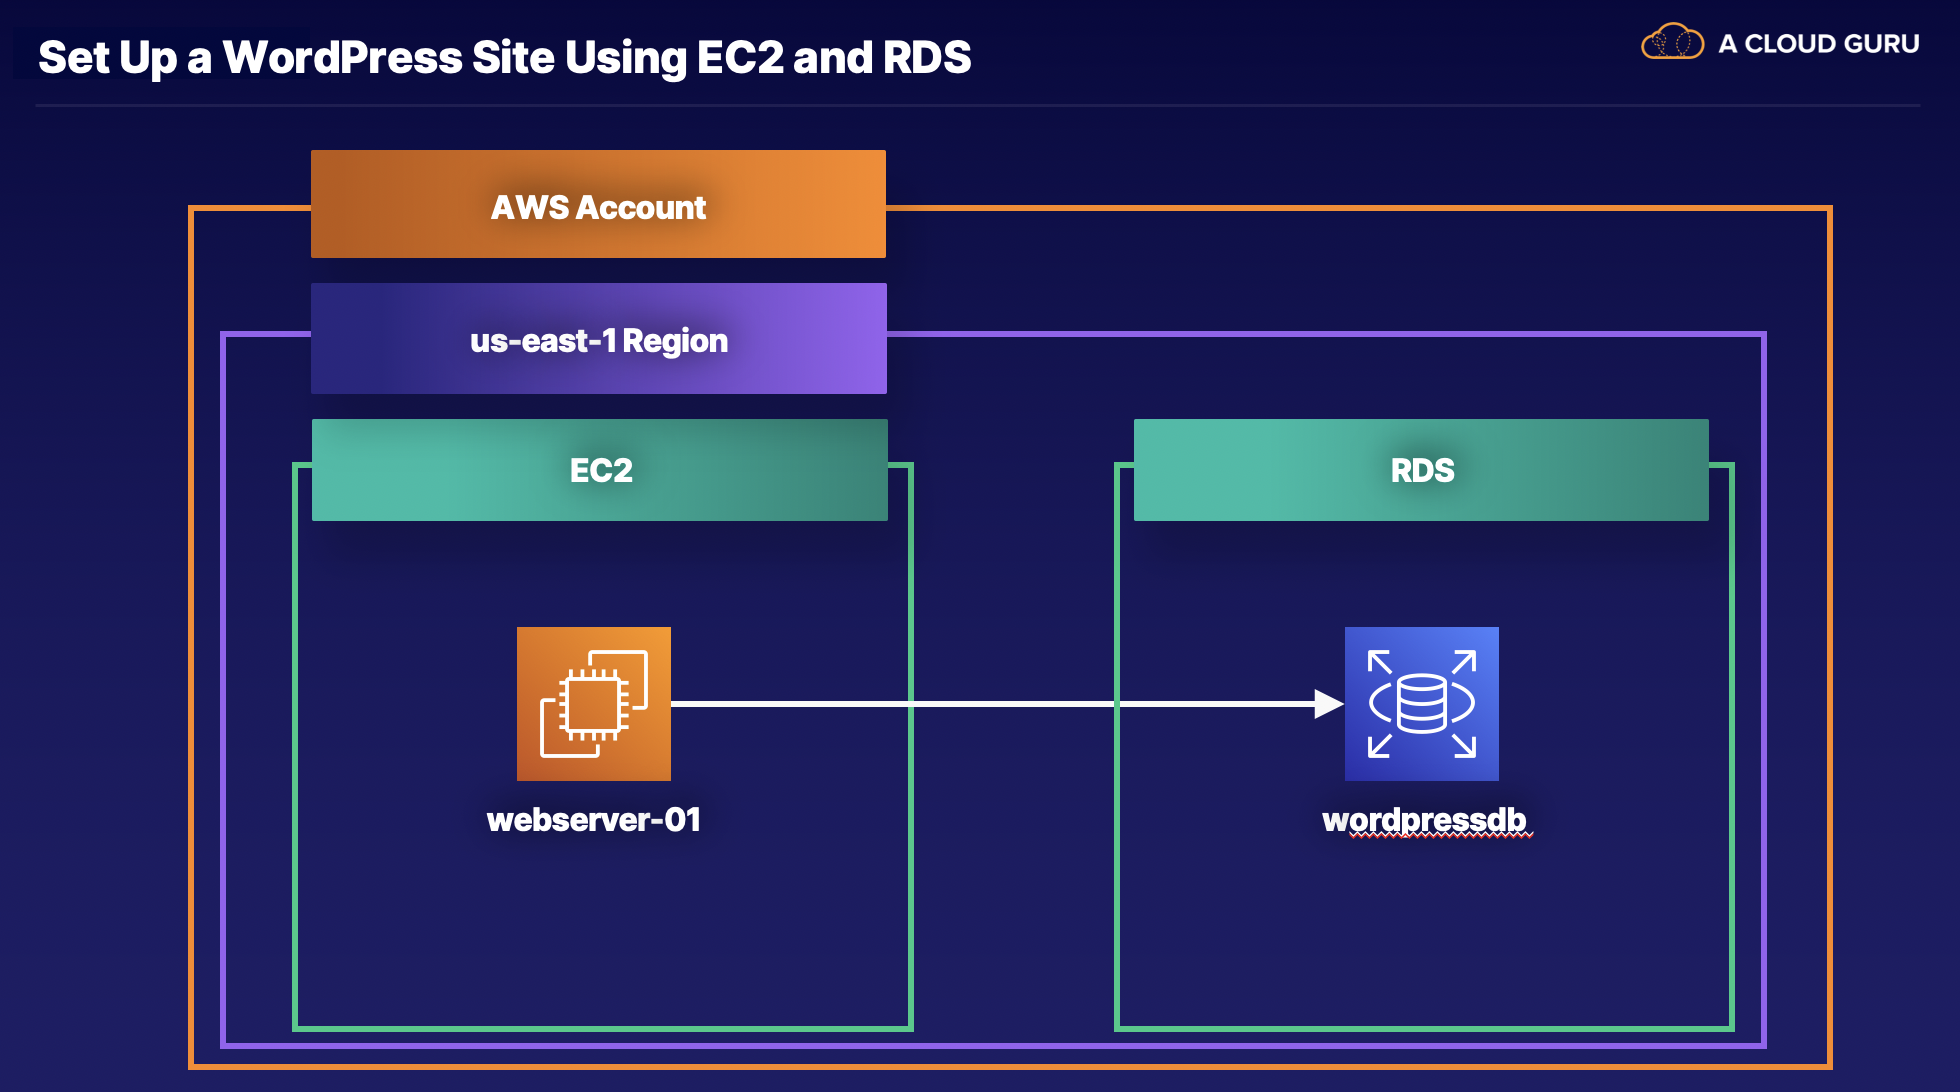 Set Up a WordPress Site Using EC2 and RDS
A CLOUD GURU
AWS Account
us-east-1 Region
EC2
RDS
webserver-01
wordpressdb